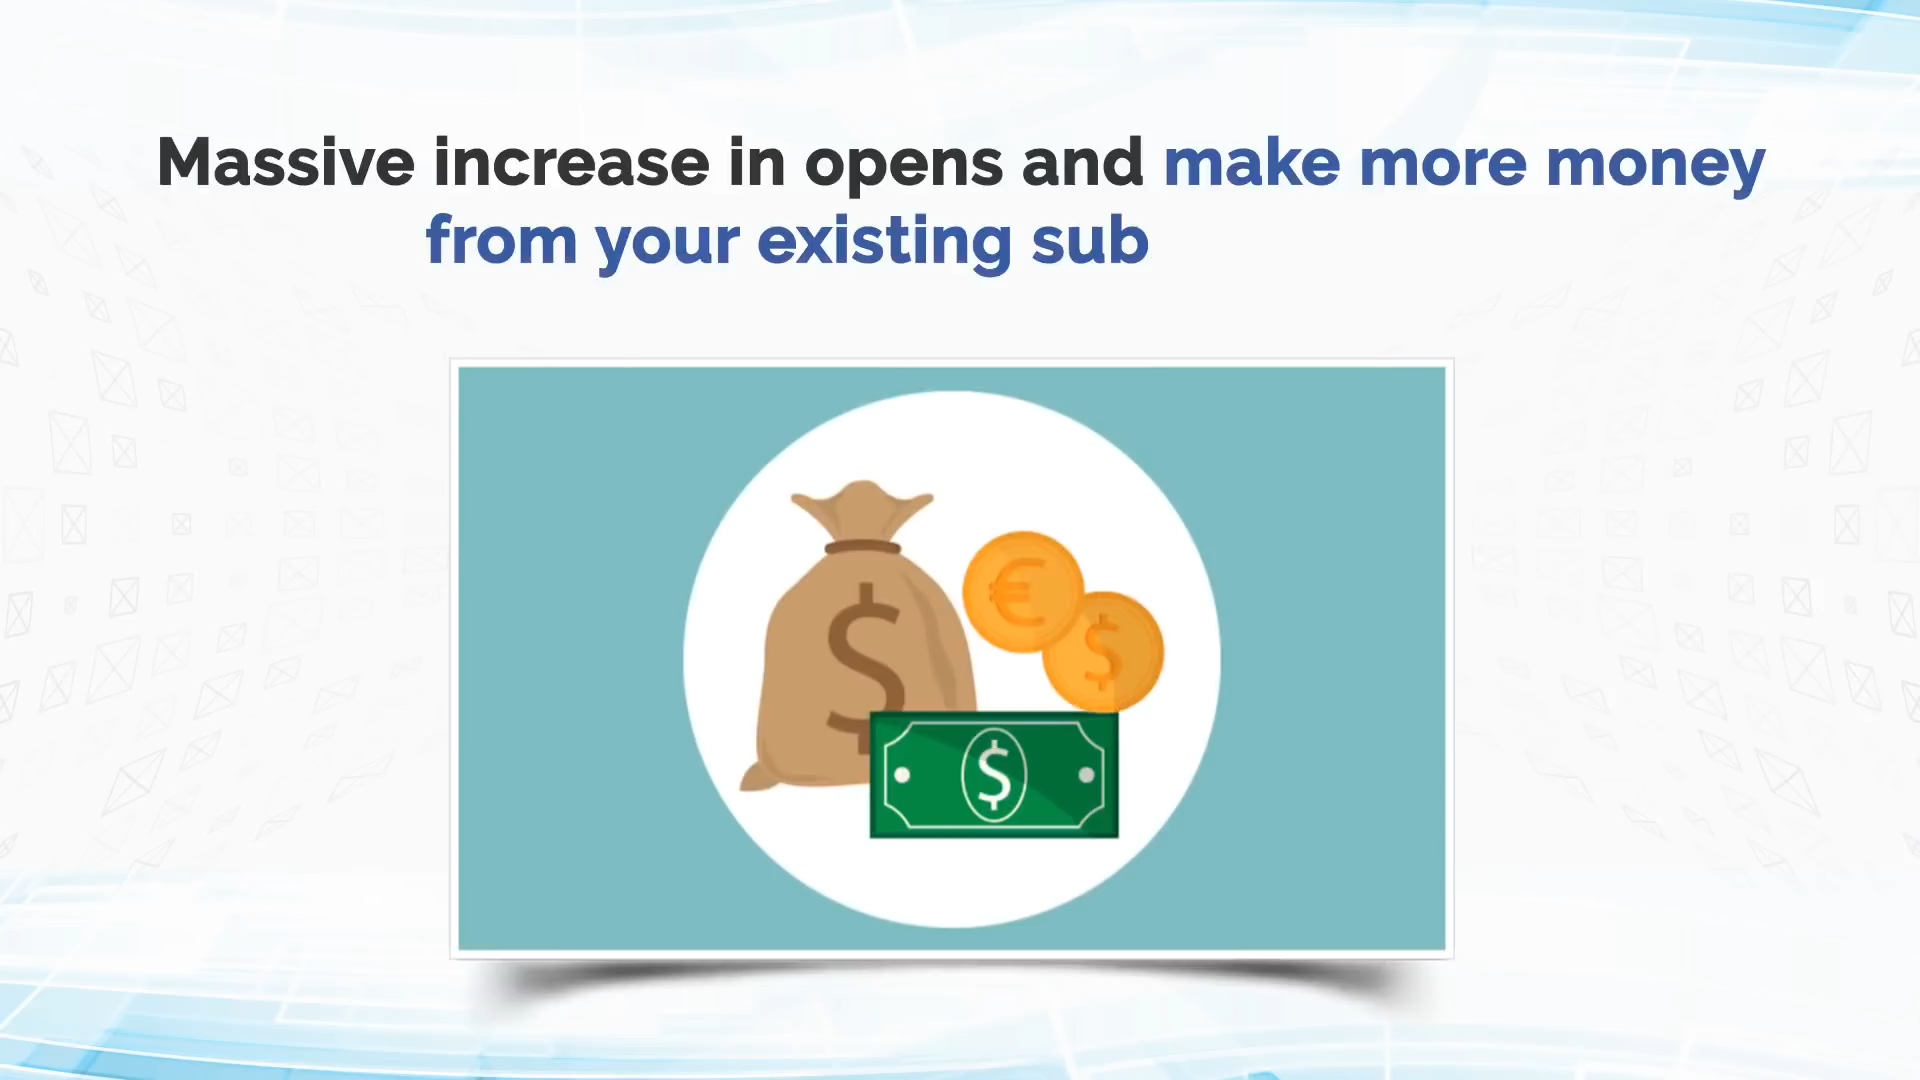 Massive increase in opens and make more money
from your existing sub
$
€
$
$